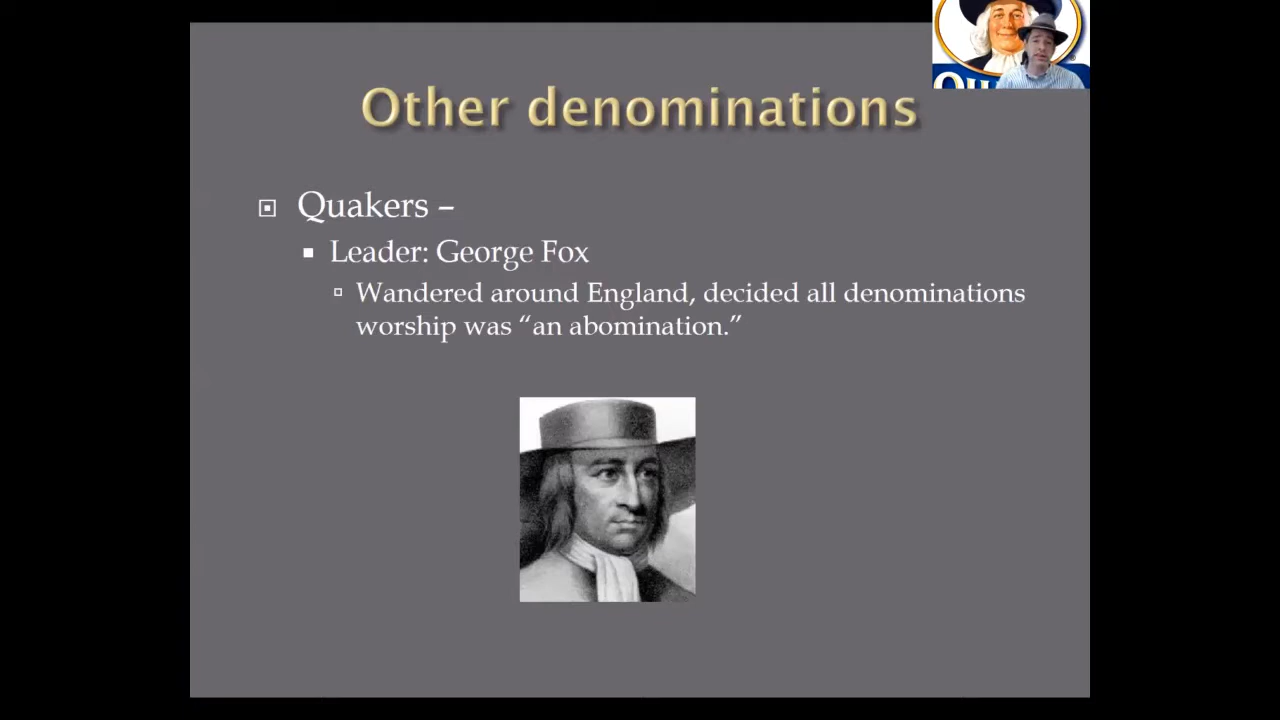 Other denominations
Quakers –
Leader: George Fox
Wandered around England, decided all denominations
worship was “an abomination.”